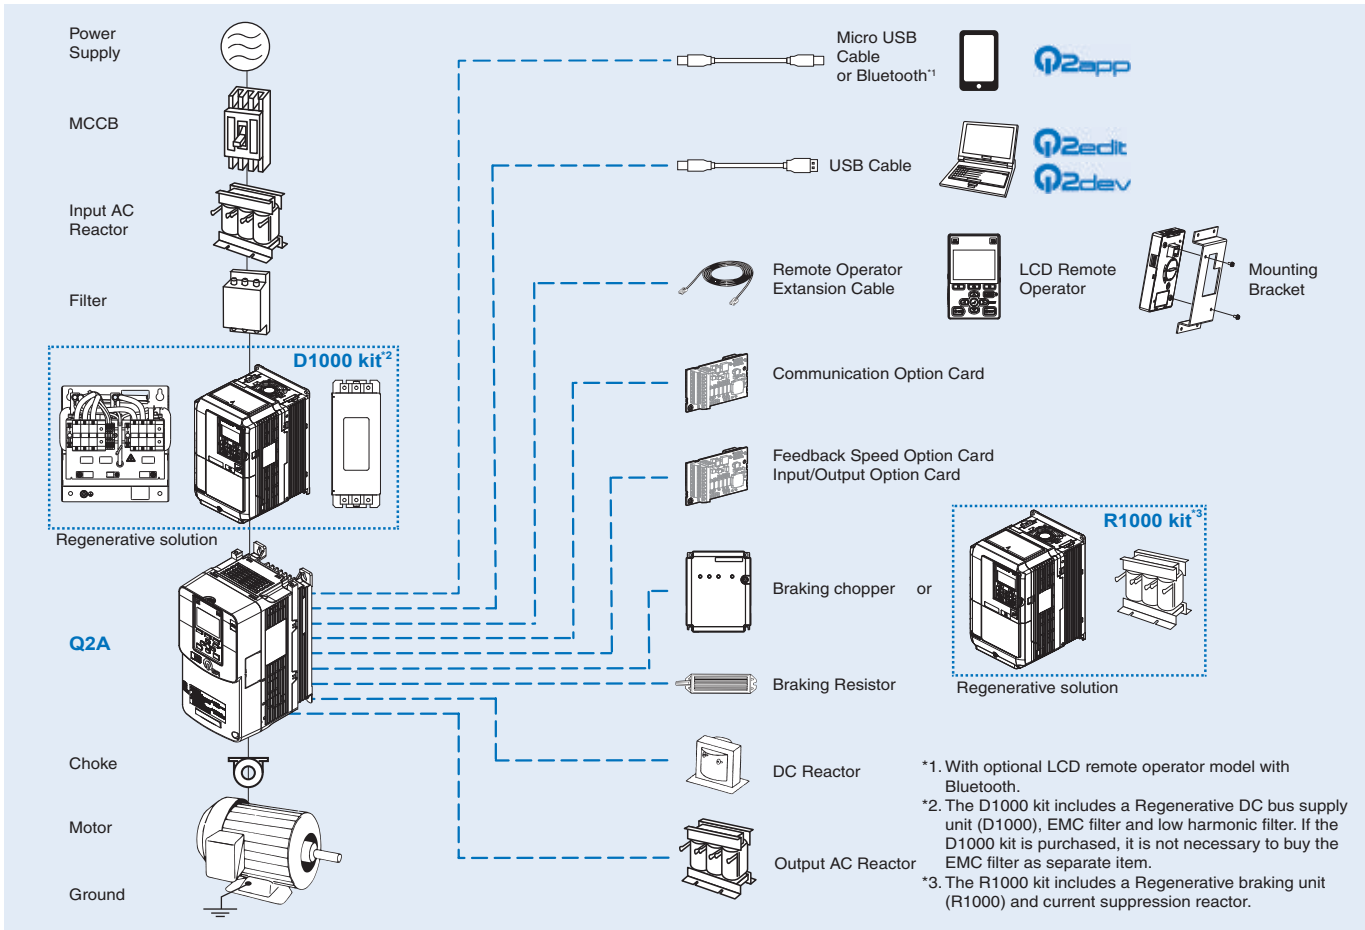 Power
Supply
MCCB
Input AC
Reactor
Filter
D1000 kit*2
Regenerative solution
Q2A
Choke
Motor
Ground
Micro USB
Cable
or Bluetooth*1
Q2app
USB Cable
Q2edit
Q2dev
Remote Operator
Extension Cable
LCD Remote
Operator
Mounting
Bracket
Communication Option Card
Feedback Speed Option Card
Input/Output Option Card
Braking chopper or
R1000 kit*3
Regenerative solution
Braking Resistor
DC Reactor
Output AC Reactor
*1. With optional LCD remote operator model with
Bluetooth.
*2. The D1000 kit includes a Regenerative DC bus supply
unit (D1000), EMC filter and low harmonic filter. If the
D1000 kit is purchased, it is not necessary to buy the
EMC filter as separate item.
*3. The R1000 kit includes a Regenerative braking unit
(R1000) and current suppression reactor.